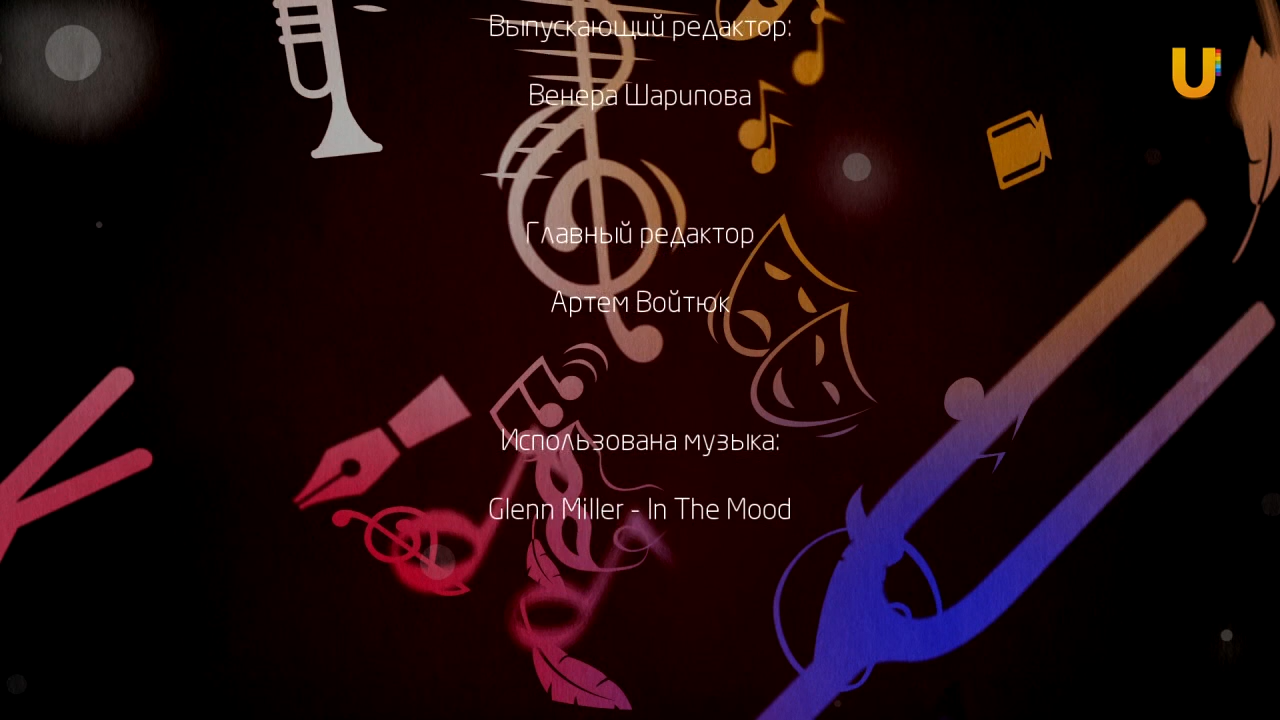 Выпускающий редактор:
U
Венера Шарипова
Главный редактор
Артем Войтюк
Использована музыка:
Glenn Miller - In The Mood